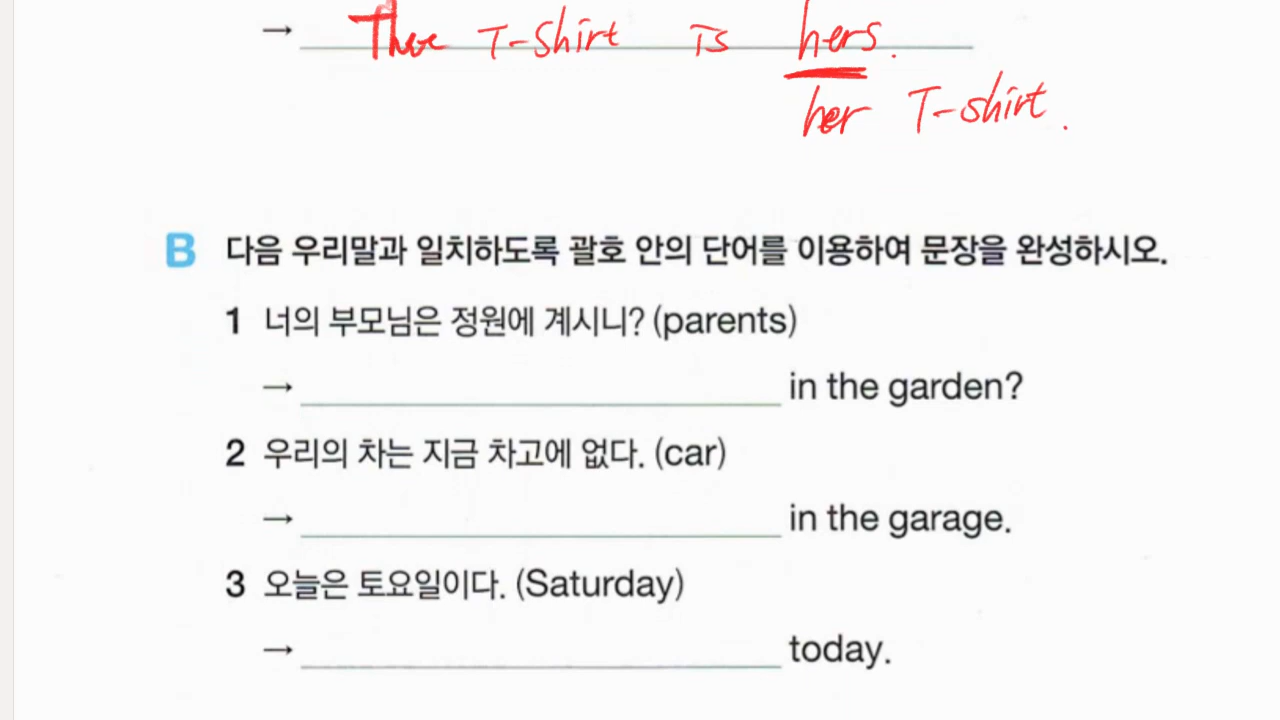 → T-shirt is hers.
her T-shirt.
B 다음 우리말과 일치하도록 괄호 안의 단어를 이용하여 문장을 완성하시오.
1 너의 부모님은 정원에 계시니? (parents)
→ in the garden?
2 우리의 차는 지금 차고에 없다. (car)
→ in the garage.
3 오늘은 토요일이다. (Saturday)
→ today.